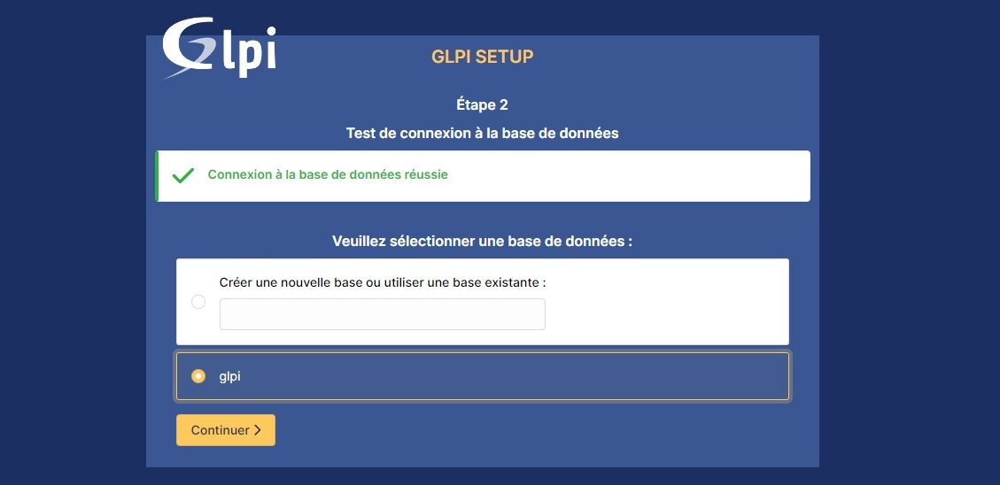 Glpi
GLPI SETUP
Étape 2
Test de connexion à la base de données
Connexion à la base de données réussie
Veuillez sélectionner une base de données :
Créer une nouvelle base ou utiliser une base existante :
glpi
Continuer